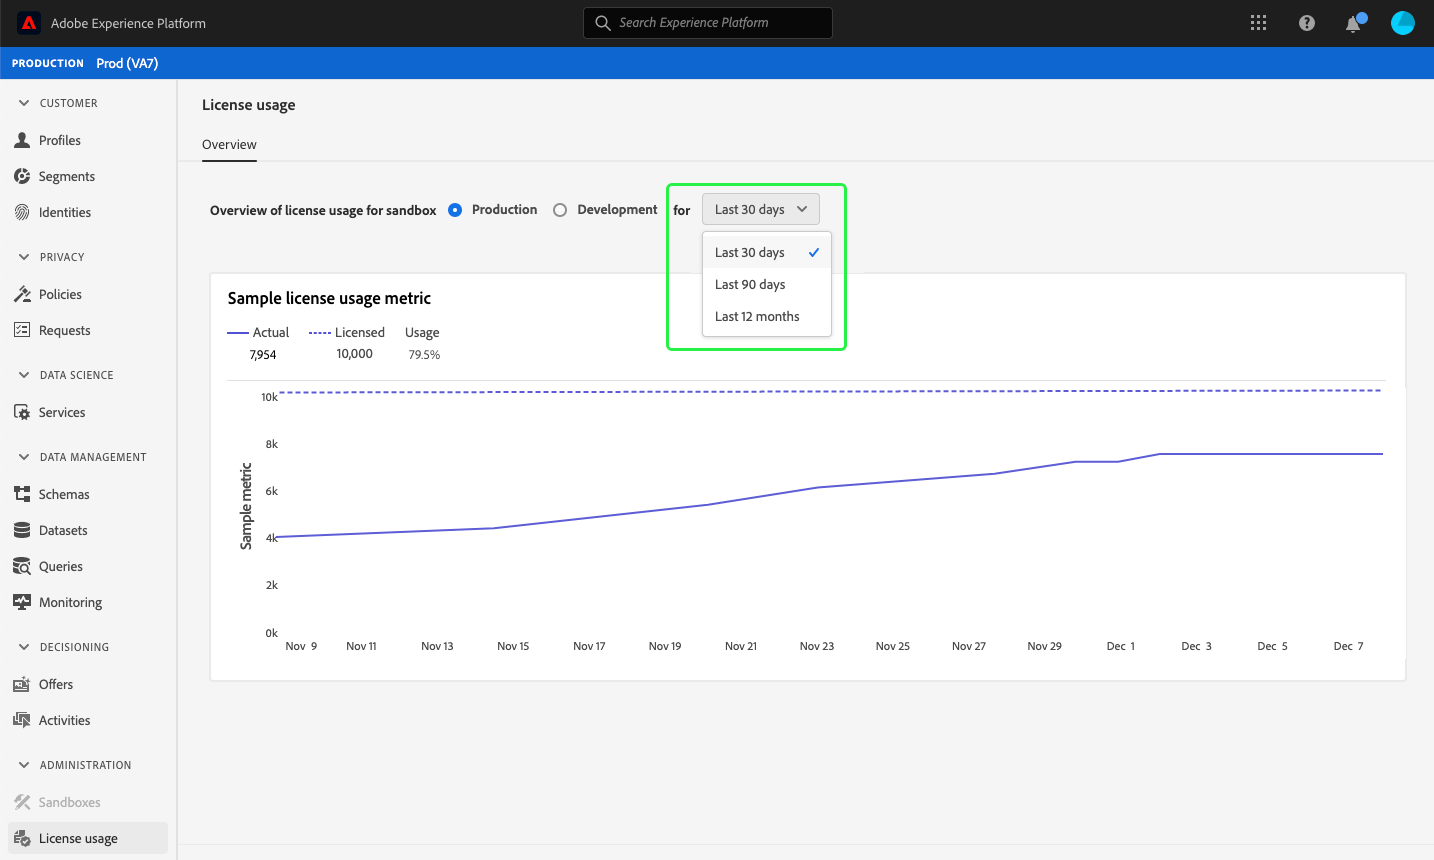 Adobe Experience Platform
Search Experience Platform
PRODUCTION Prod (VA7)
CUSTOMER
Profiles
Segments
Identities
PRIVACY
Policies
Requests
DATA SCIENCE
Services
DATA MANAGEMENT
Schemas
Datasets
Queries
Monitoring
DECISIONING
Offers
Activities
ADMINISTRATION
Sandboxes
License usage
License usage
Overview
Overview of license usage for sandbox Production Development for Last 30 days
Last 30 days
Last 90 days
Last 12 months
Sample license usage metric
Actual Licensed Usage
7,954 10,000 79.5%
Sample metric
10k
8k
6k
4k
2k
0k
Nov 9 Nov 11 Nov 13 Nov 15 Nov 17 Nov 19 Nov 21 Nov 23 Nov 25 Nov 27 Nov 29 Dec 1 Dec 3 Dec 5 Dec 7